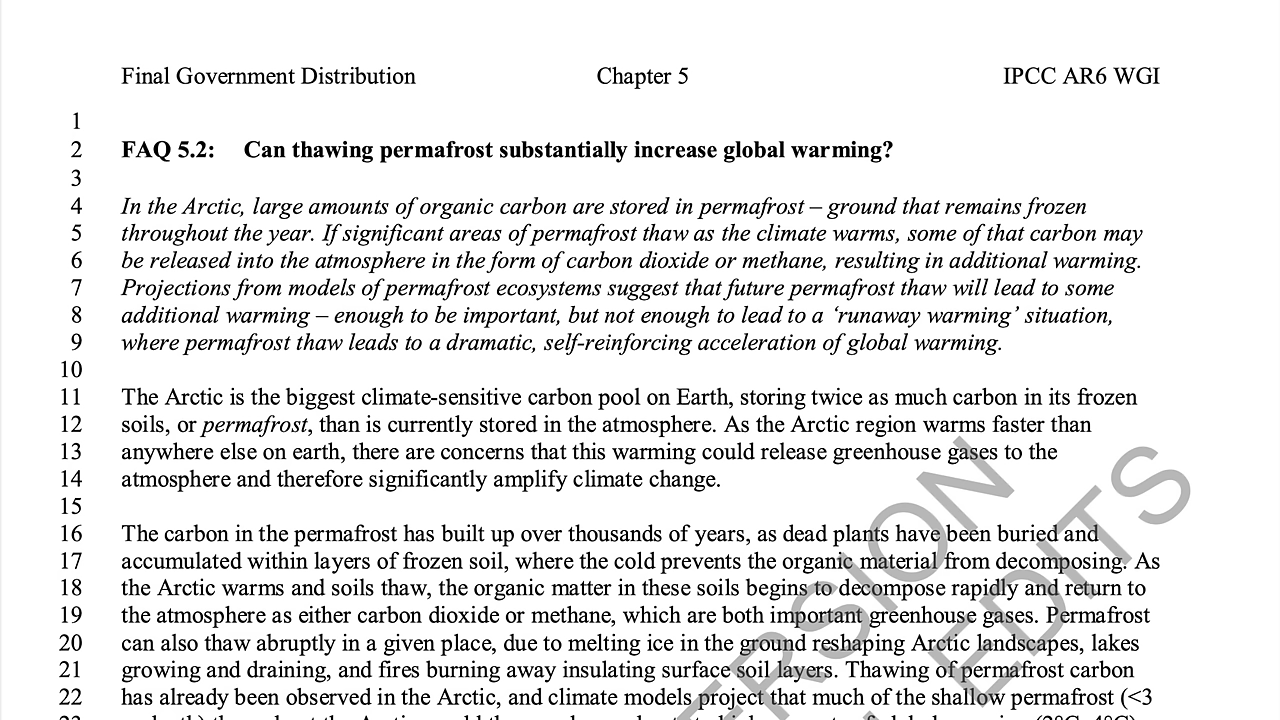 Final Government Distribution Chapter 5 IPCC AR6 WGI
1
2 FAQ 5.2: Can thawing permafrost substantially increase global warming?
3
4 In the Arctic, large amounts of organic carbon are stored in permafrost – ground that remains frozen
5 throughout the year. If significant areas of permafrost thaw as the climate warms, some of that carbon may
6 be released into the atmosphere in the form of carbon dioxide or methane, resulting in additional warming.
7 Projections from models of permafrost ecosystems suggest that future permafrost thaw will lead to some
8 additional warming – enough to be important, but not enough to lead to a ‘runaway warming’ situation,
9 where permafrost thaw leads to a dramatic, self-reinforcing acceleration of global warming.
10
11 The Arctic is the biggest climate-sensitive carbon pool on Earth, storing twice as much carbon in its frozen
12 soils, or permafrost, than is currently stored in the atmosphere. As the Arctic region warms faster than
13 anywhere else on earth, there are concerns that this warming could release greenhouse gases to the
14 atmosphere and therefore significantly amplify climate change.
15
16 The carbon in the permafrost has built up over thousands of years, as dead plants have been buried and
17 accumulated within layers of frozen soil, where the cold prevents the organic material from decomposing. As
18 the Arctic warms and soils thaw, the organic matter in these soils begins to decompose rapidly and return to
19 the atmosphere as either carbon dioxide or methane, which are both important greenhouse gases. Permafrost
20 can also thaw abruptly in a given place, due to melting ice in the ground reshaping Arctic landscapes, lakes
21 growing and draining, and fires burning away insulating surface soil layers. Thawing of permafrost carbon
22 has already been observed in the Arctic, and climate models project that much of the shallow permafrost (<3
EDITS